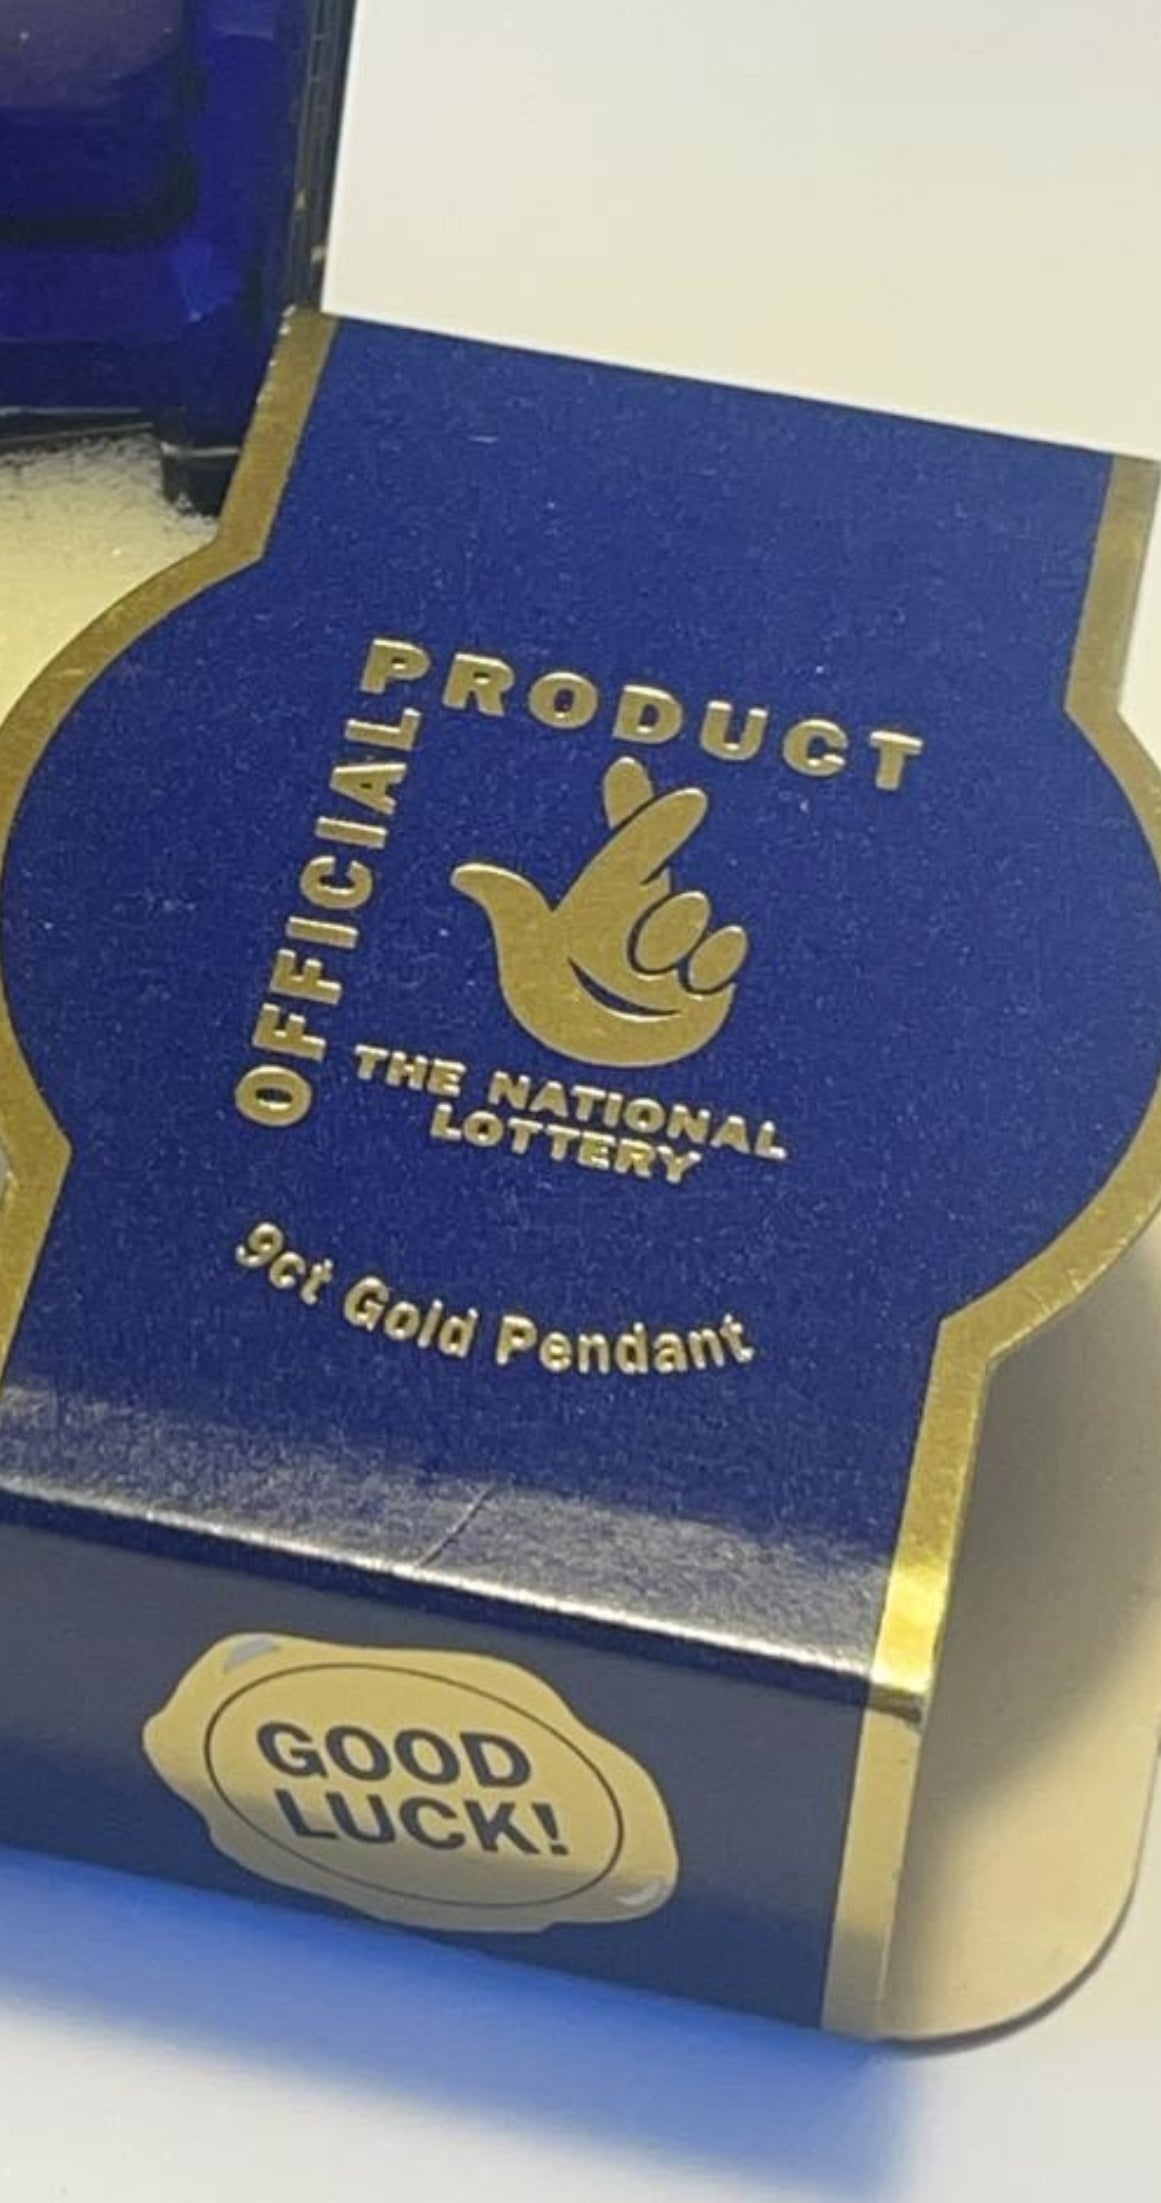 OFFICIAL
PRODUCT
THE NATIONAL
LOTTERY
9ct Gold Pendant
GOOD
LUCK!